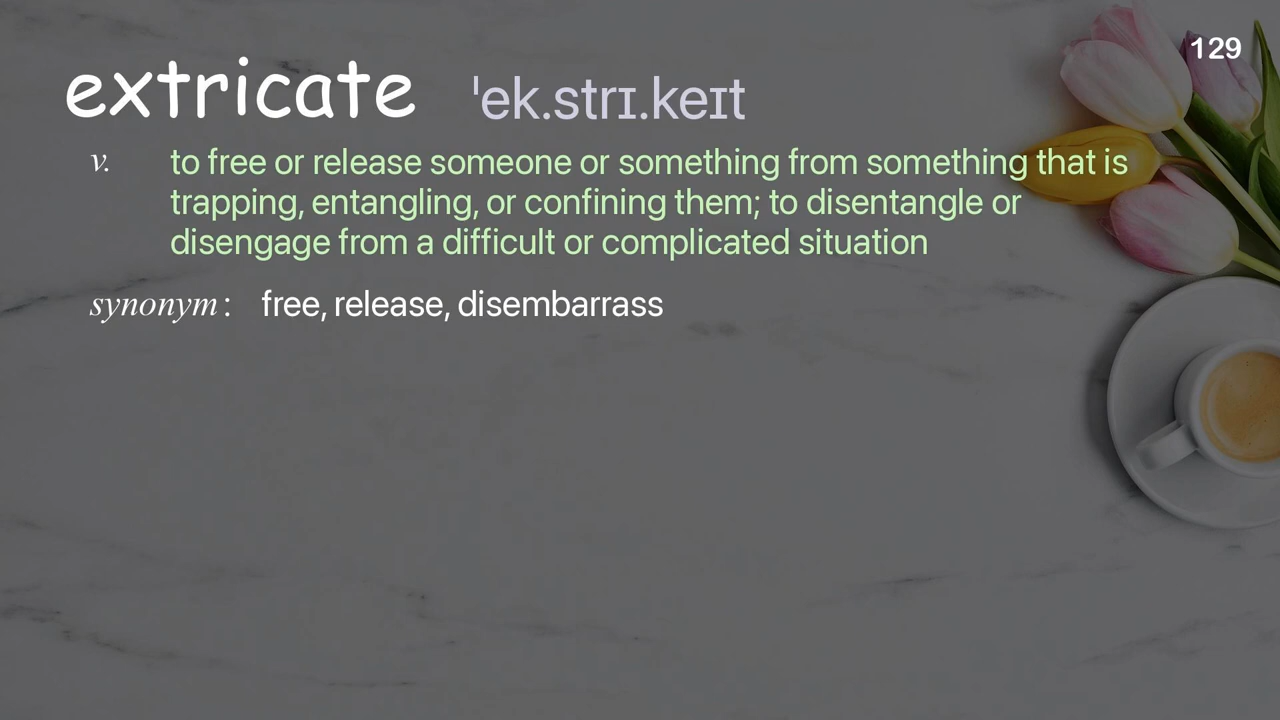 129
extricate ˈek.strɪ.keɪt
v. to free or release someone or something from something that is
trapping, entangling, or confining them; to disentangle or
disengage from a difficult or complicated situation
synonym: free, release, disembarrass